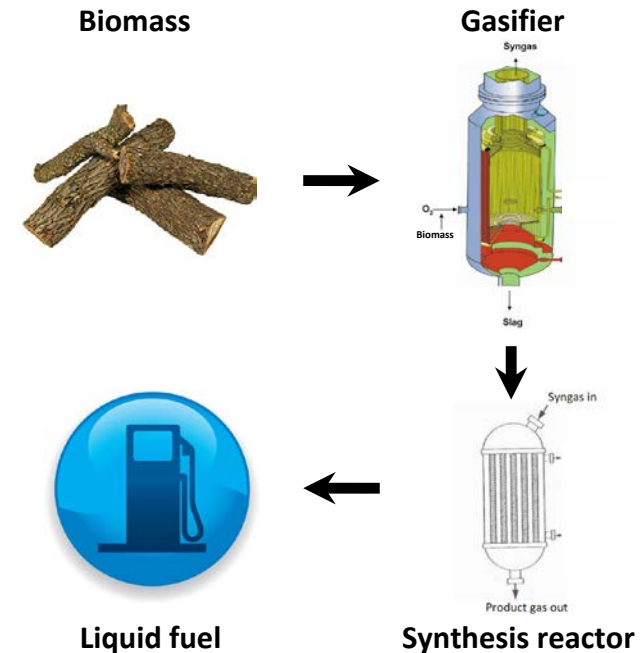 Biomass
Gasifier
Syngas
O₂
Biomass
Slag
Syngas in
Product gas out
Liquid fuel
Synthesis reactor